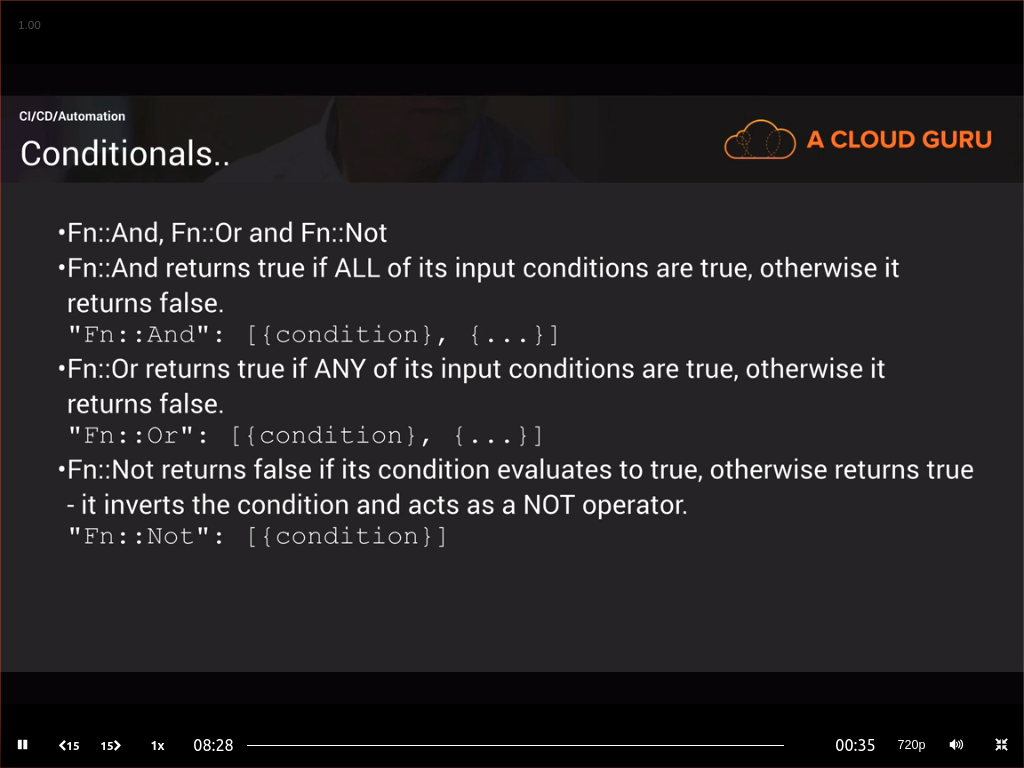 1.00
CI/CD/Automation
Conditionals..
A CLOUD GURU
•Fn::And, Fn::Or and Fn::Not
•Fn::And returns true if ALL of its input conditions are true, otherwise it
returns false.
"Fn::And": [{condition}, {...}]
•Fn::Or returns true if ANY of its input conditions are true, otherwise it
returns false.
"Fn::Or": [{condition}, {...}]
•Fn::Not returns false if its condition evaluates to true, otherwise returns true
- it inverts the condition and acts as a NOT operator.
"Fn::Not": [{condition}]
15 15 1x 08:28 00:35 720p